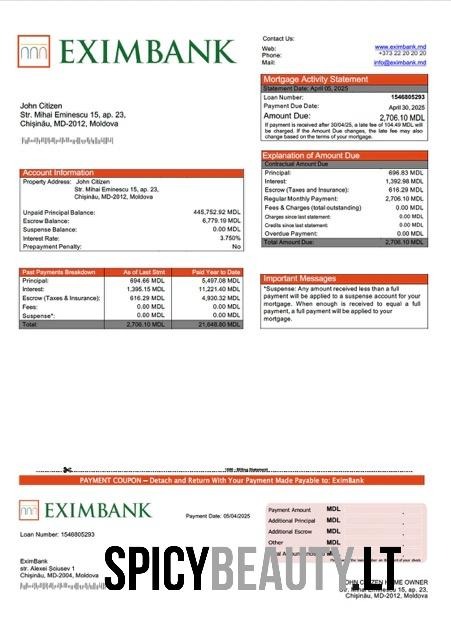 EXIMBANK
Contact Us:
Web: www.eximbank.md
Phone: +373 22 20 20 20
Mail: info@eximbank.md
Mortgage Activity Statement
Statement Date: April 05, 2025
Loan Number: 1546805293
Payment Due Date: April 30, 2025
Amount Due: 2,706.10 MDL
If payment is received after 30/04/25, a late fee of 104.49 MDL will
be charged. If the Amount Due changes, the late fee may also
change based on the terms of your mortgage.
John Citizen
Str. Mihai Eminescu 15, ap. 23,
Chișinău, MD-2012, Moldova
Explanation of Amount Due
Contractual Amount Due
Principal: 696.83 MDL
Interest: 1,392.98 MDL
Escrow (Taxes and Insurance): 616.29 MDL
Regular Monthly Payment: 2,706.10 MDL
Fees & Charges (total outstanding) 0.00 MDL
Charges since last statement: 0.00 MDL
Credits since last statement: 0.00 MDL
Overdue Payment: 0.00 MDL
Total Amount Due: 2,706.10 MDL
Account Information
Property Address: John Citizen
Str. Mihai Eminescu 15, ap. 23,
Chișinău, MD-2012, Moldova
Unpaid Principal Balance: 445,752.92 MDL
Escrow Balance: 6,779.19 MDL
Suspense Balance: 0.00 MDL
Interest Rate: 3.750%
Prepayment Penalty: No
Past Payments Breakdown As of Last Stmt Paid Year to Date
Principal: 694.66 MDL 5,497.08 MDL
Interest: 1,395.15 MDL 11,221.40 MDL
Escrow (Taxes & Insurance): 616.29 MDL 4,930.32 MDL
Fees: 0.00 MDL 0.00 MDL
Suspense*: 0.00 MDL 0.00 MDL
Total: 2,706.10 MDL 21,648.80 MDL
Important Messages
*Suspense: Any amount received less than a full
payment will be applied to a suspense account for your
mortgage. When enough is received to equal a full
payment, a full payment will be applied to your
mortgage.
Billing Statement
PAYMENT COUPON – Detach and Return With Your Payment Made Payable to: EximBank
EXIMBANK
Payment Date: 05/04/2025
Loan Number: 1546805293
Payment Amount MDL .
Additional Principal MDL .
Additional Escrow MDL .
Other MDL .
EximBank
str. Alexei Șciusev 1
Chișinău, MD-2004, Moldova
SPICYBEAUTY.LT
JOHN CITIZEN HOME OWNER
Str. Mihai Eminescu 15, ap. 23,
Chișinău, MD-2012, Moldova